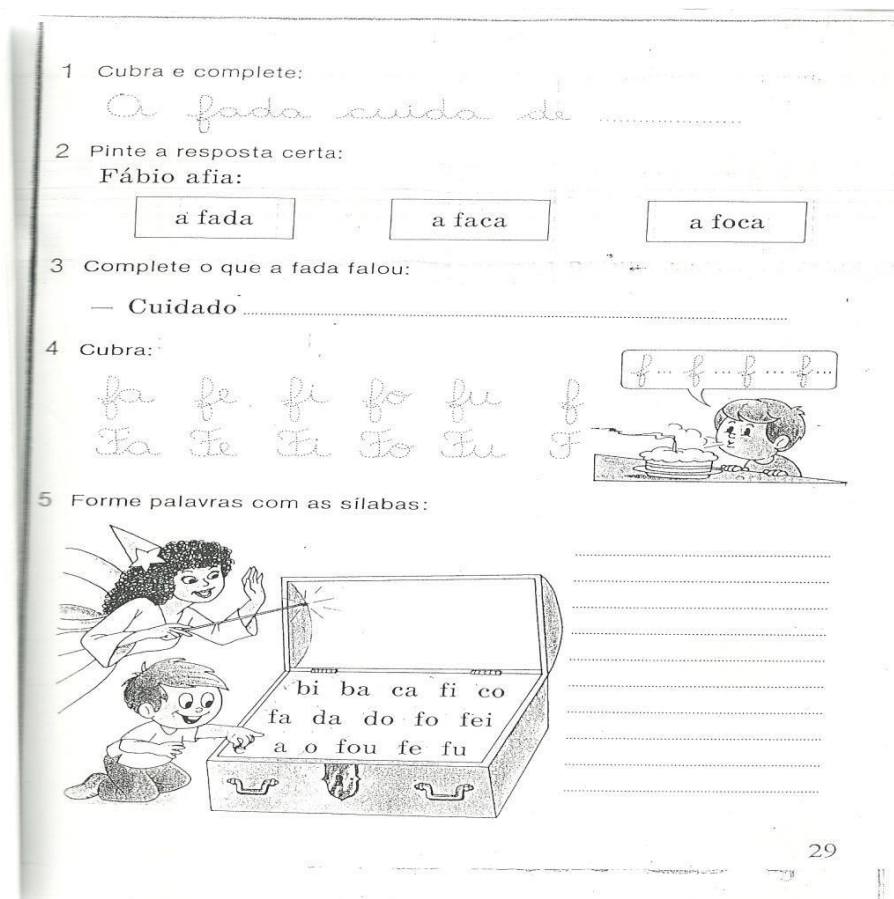 1 Cubra e complete:
A fada cuida de ....................
2 Pinte a resposta certa:
Fábio afia:
a fada a faca a foca
3 Complete o que a fada falou:
— Cuidado ....................
4 Cubra:
f ... f ... f ... f ...
fa fe fi fo fu f
Fa Fe Fi Fo Fu F
5 Forme palavras com as sílabas:
bi ba ca fi co
fa da do fo fei
a o fou fe fu
29